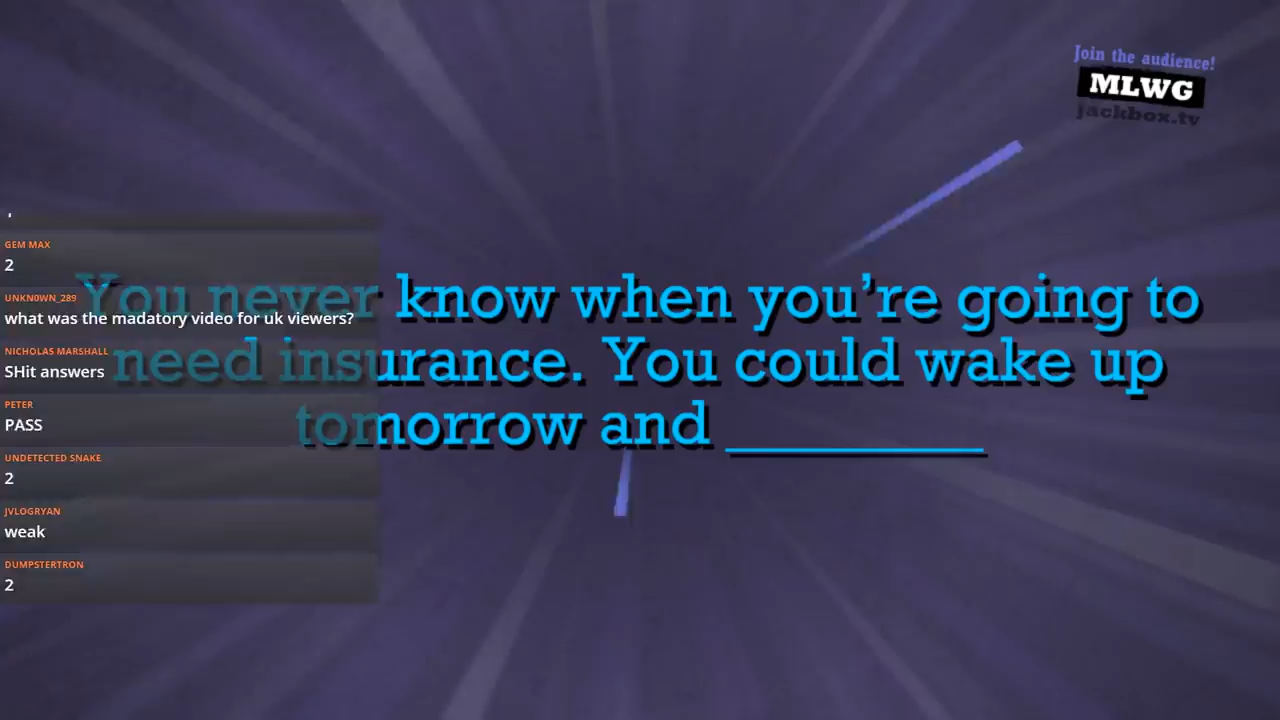 Join the audience!
MLWG
jackbox.tv
GEM MAX
2
UNKN0WN_289
what was the madatory video for uk viewers?
NICHOLAS MARSHALL
SHit answers
PETER
PASS
UNDETECTED SNAKE
2
JVLOGRYAN
weak
DUMPSTERTRON
2
You never know when you're going to
need insurance. You could wake up
tomorrow and __________